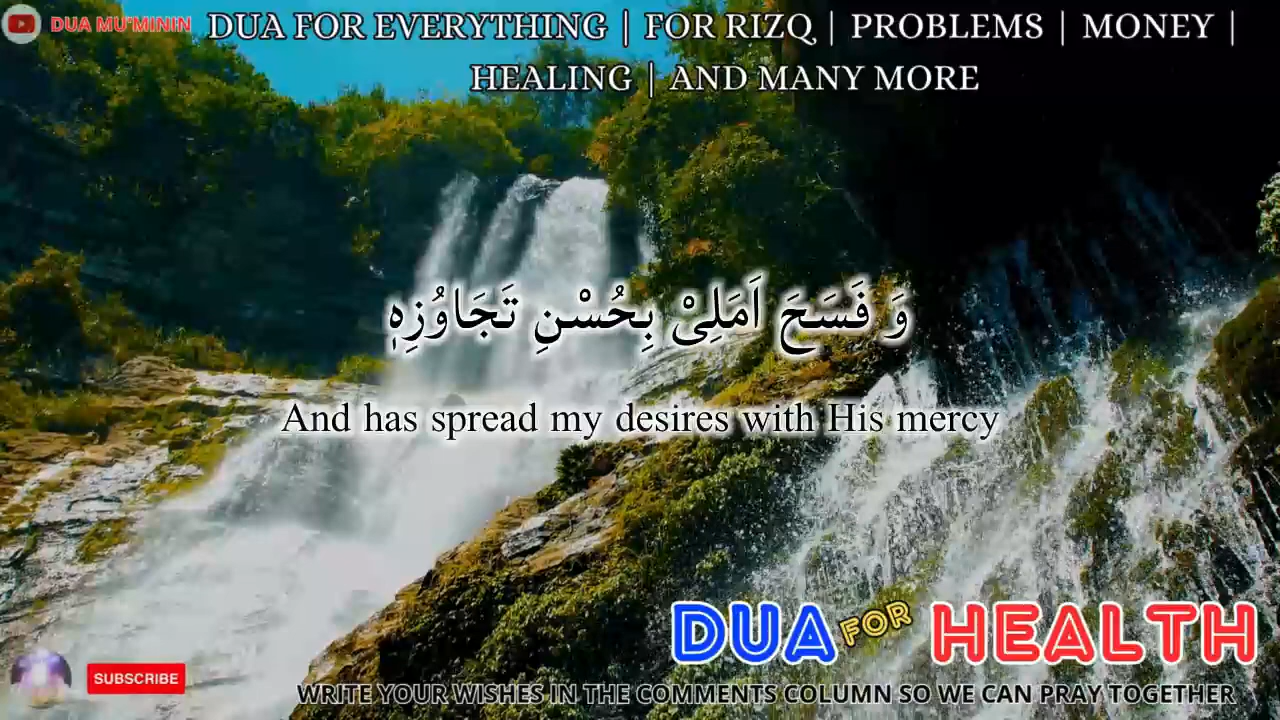 DUA MU'MININ
DUA FOR EVERYTHING | FOR RIZQ | PROBLEMS | MONEY |
HEALING | AND MANY MORE
وَ فَسَحَ اَمَلِىْ بِحُسْنِ تَجَاوُزِهٖ
And has spread my desires with His mercy
DUA FOR HEALTH
SUBSCRIBE
WRITE YOUR WISHES IN THE COMMENTS COLUMN SO WE CAN PRAY TOGETHER